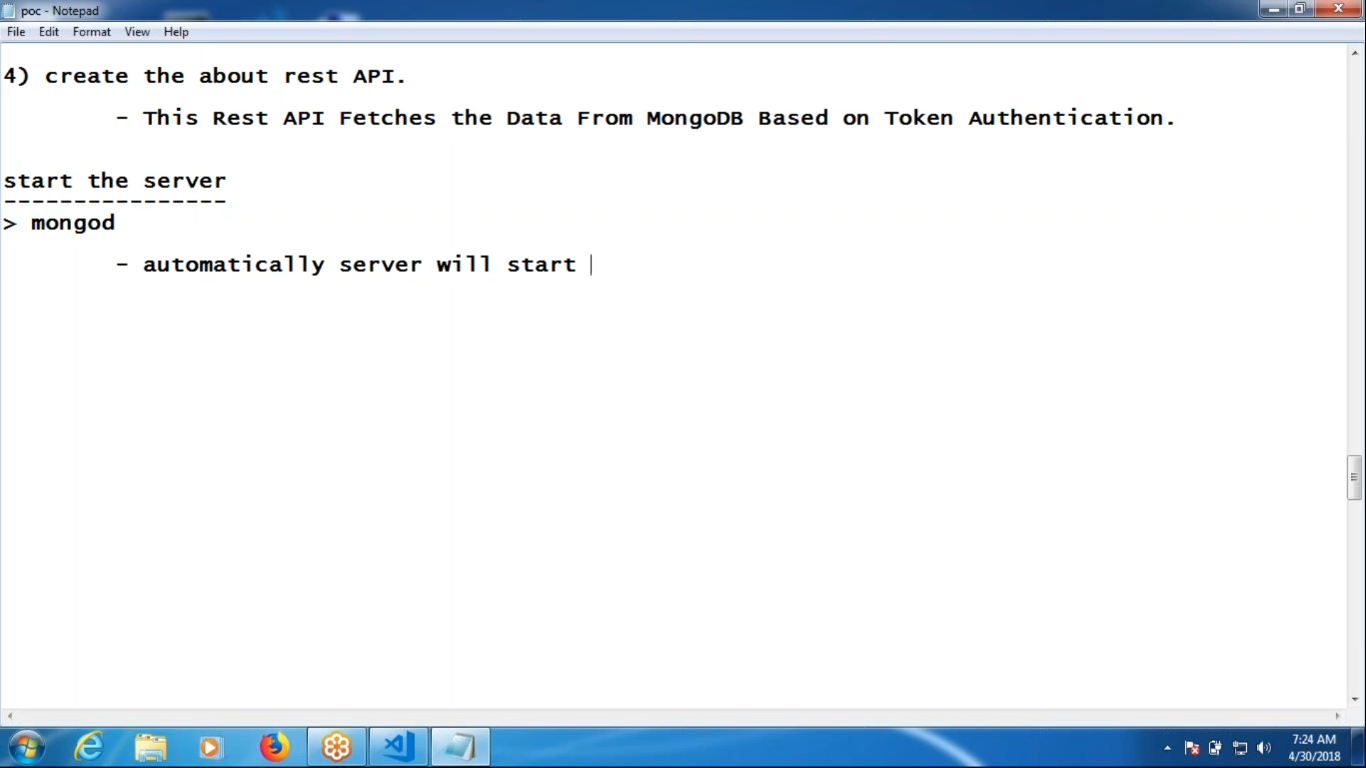 poc - Notepad
File Edit Format View Help
4) create the about rest API.
- This Rest API Fetches the Data From MongoDB Based on Token Authentication.
start the server
----------------
> mongod
- automatically server will start
7:24 AM
4/30/2018